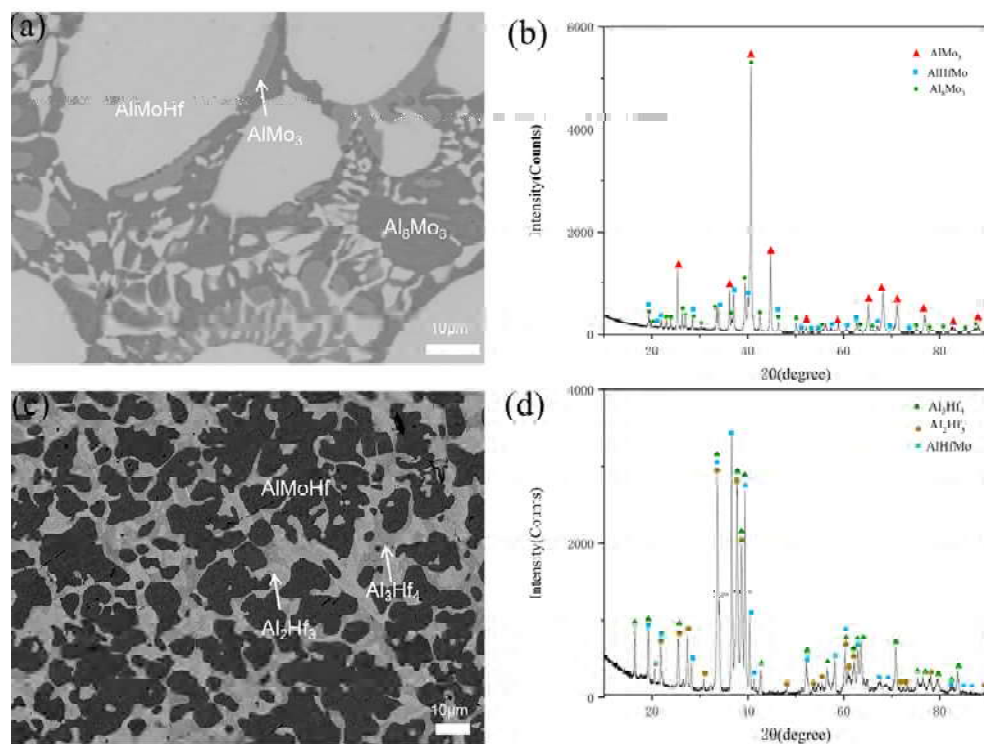 (a)
AlMoHf
AlMo3
Al8Mo3
10μm
(b)
6000
4000
2000
0
Intensity(Counts)
20
40
60
80
2θ(degree)
AlMo3
AlHfMo
Al8Mo3
(c)
AlMoHf
Al3Hf4
Al2Hf3
10μm
(d)
4000
2000
0
Intensity(Counts)
20
40
60
80
2θ(degree)
Al3Hf4
Al2Hf3
AlHfMo